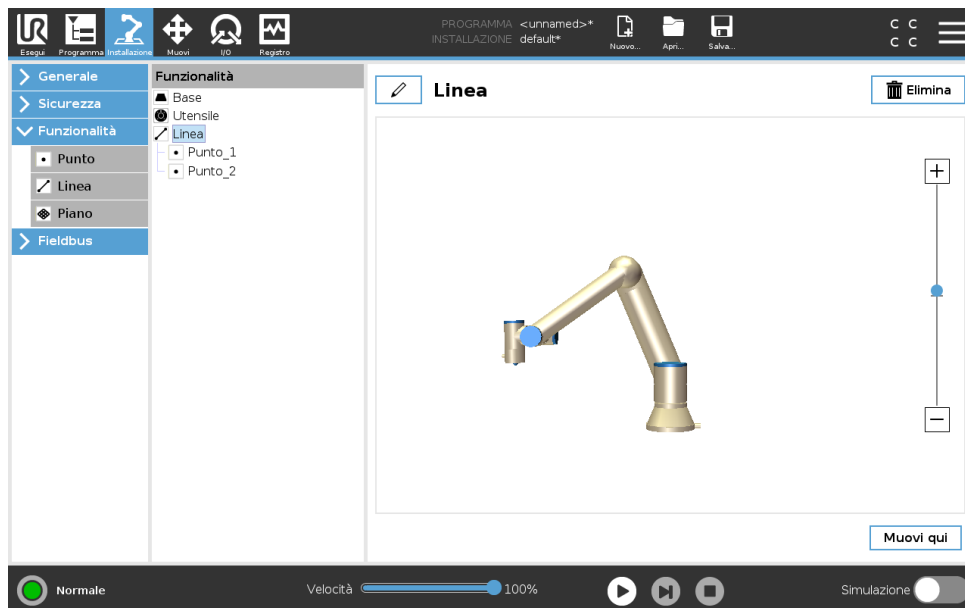 UR
Esegui
Programma
Installazione
Muovi
I/O
Registro
PROGRAMMA <unnamed>*
INSTALLAZIONE default*
Nuovo...
Apri...
Salva...
C C
C C
Generale
Sicurezza
Funzionalità
Punto
Linea
Piano
Fieldbus
Funzionalità
Base
Utensile
Linea
Punto_1
Punto_2
Linea
Elimina
+
−
Muovi qui
Normale
Velocità
100%
Simulazione